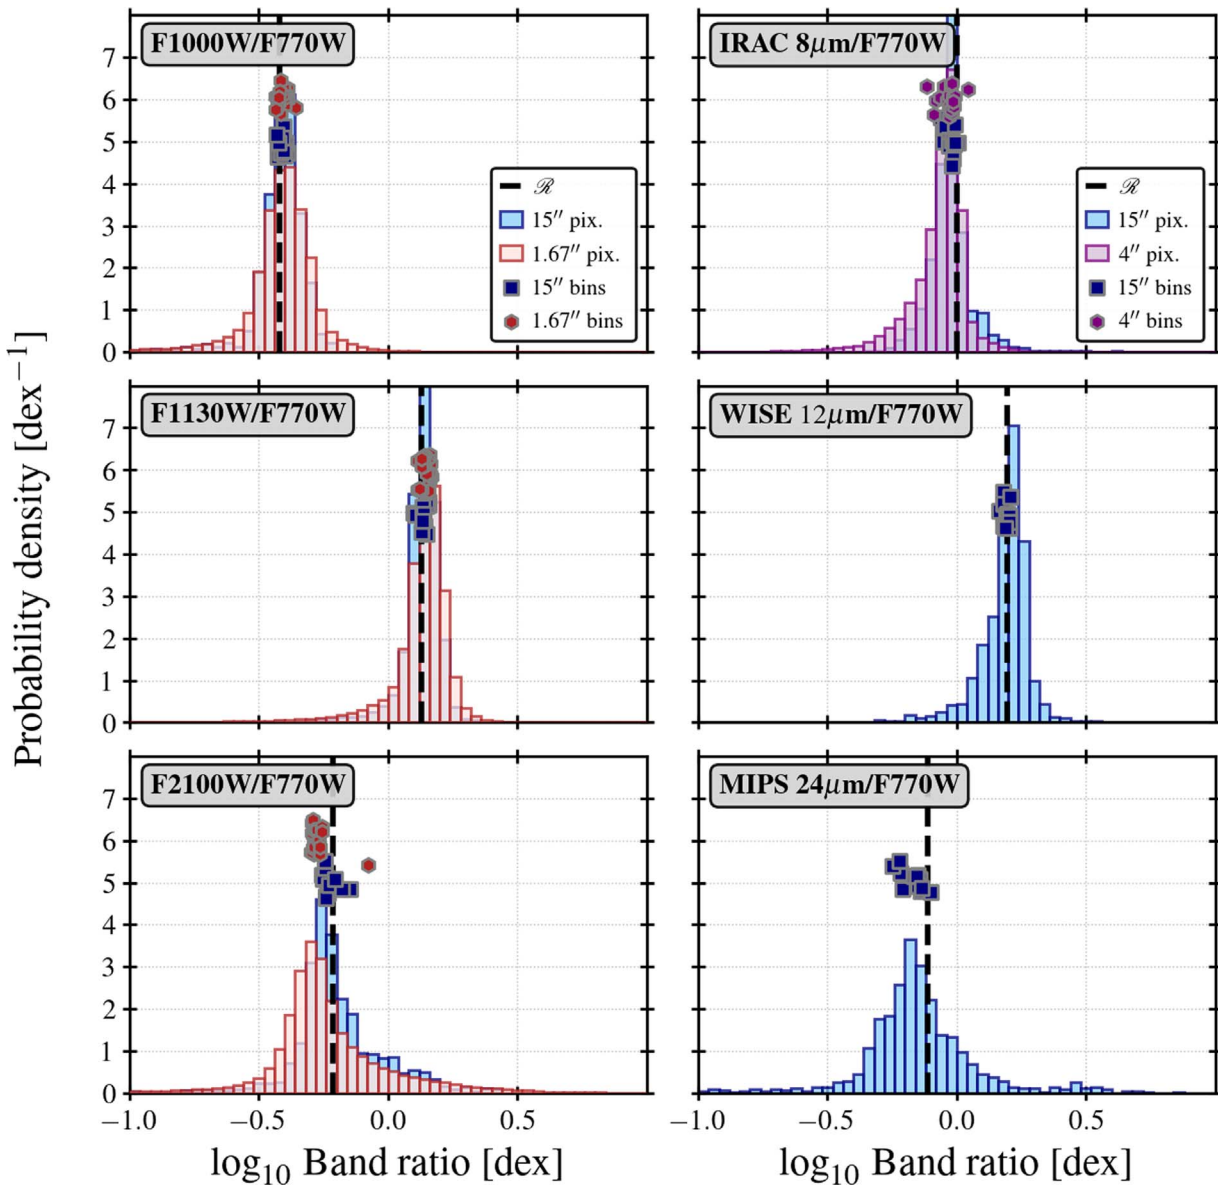 Probability density [dex⁻¹]
F1000W/F770W
7
6
5
4
3
2
1
0
ℛ
15″ pix.
1.67″ pix.
15″ bins
1.67″ bins
IRAC 8μm/F770W
ℛ
15″ pix.
4″ pix.
15″ bins
4″ bins
F1130W/F770W
7
6
5
4
3
2
1
0
WISE 12μm/F770W
F2100W/F770W
7
6
5
4
3
2
1
0
−1.0 −0.5 0.0 0.5
log₁₀ Band ratio [dex]
MIPS 24μm/F770W
−1.0 −0.5 0.0 0.5
log₁₀ Band ratio [dex]